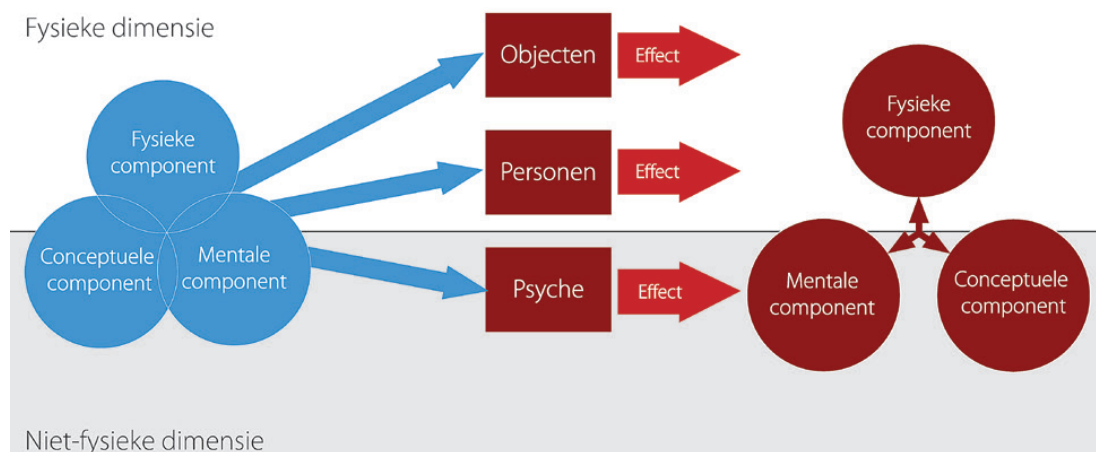 Fysieke dimensie
Fysieke
component
Conceptuele
component
Mentale
component
Objecten
Effect
Personen
Effect
Psyche
Effect
Fysieke
component
Mentale
component
Conceptuele
component
Niet-fysieke dimensie